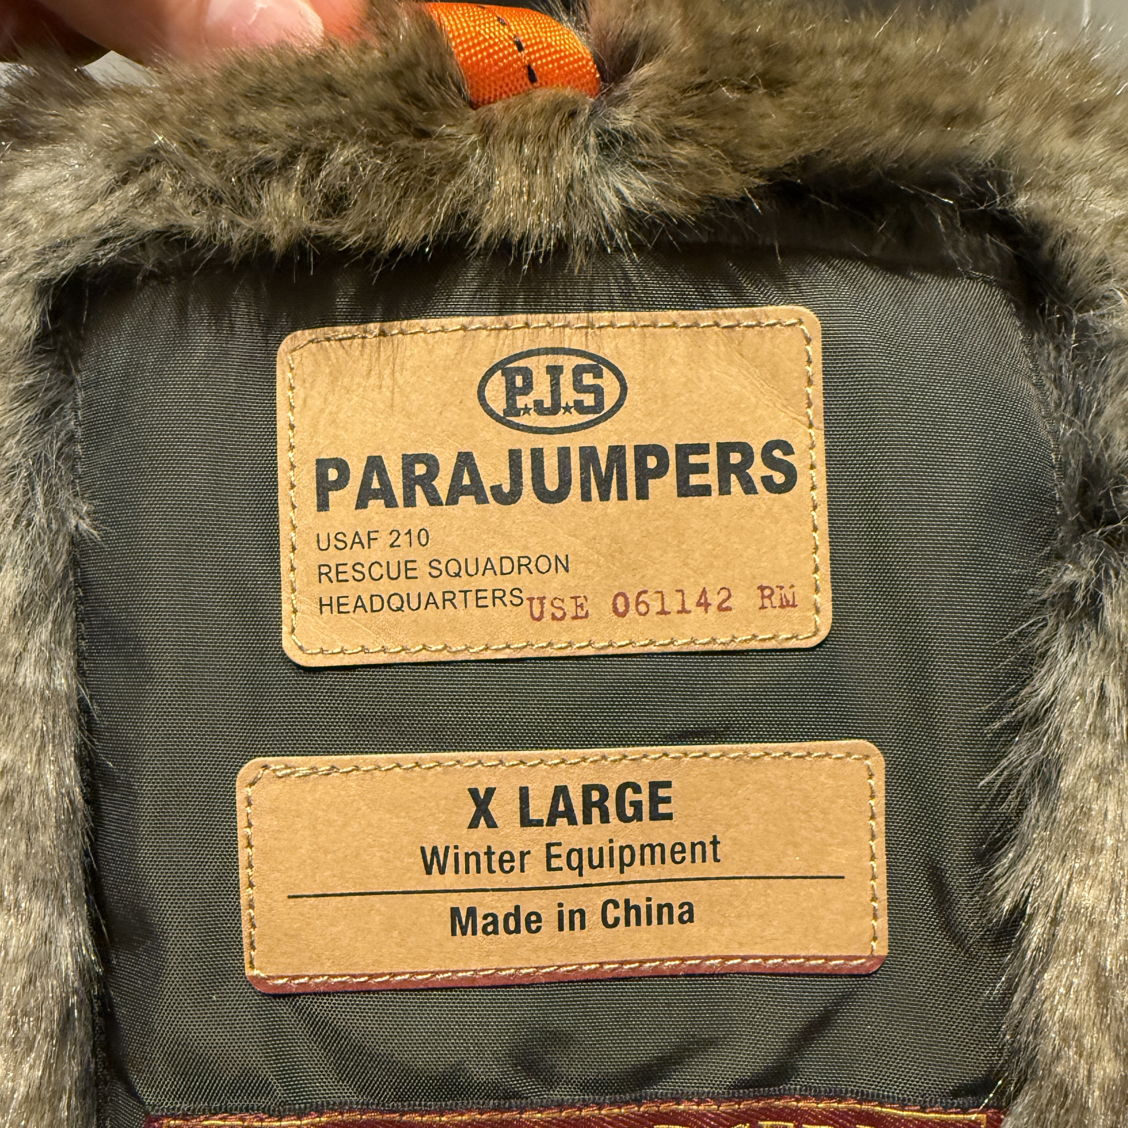 P.J.S
PARAJUMPERS
USAF 210
RESCUE SQUADRON
HEADQUARTERS
USE 061142 RM
X LARGE
Winter Equipment
Made in China